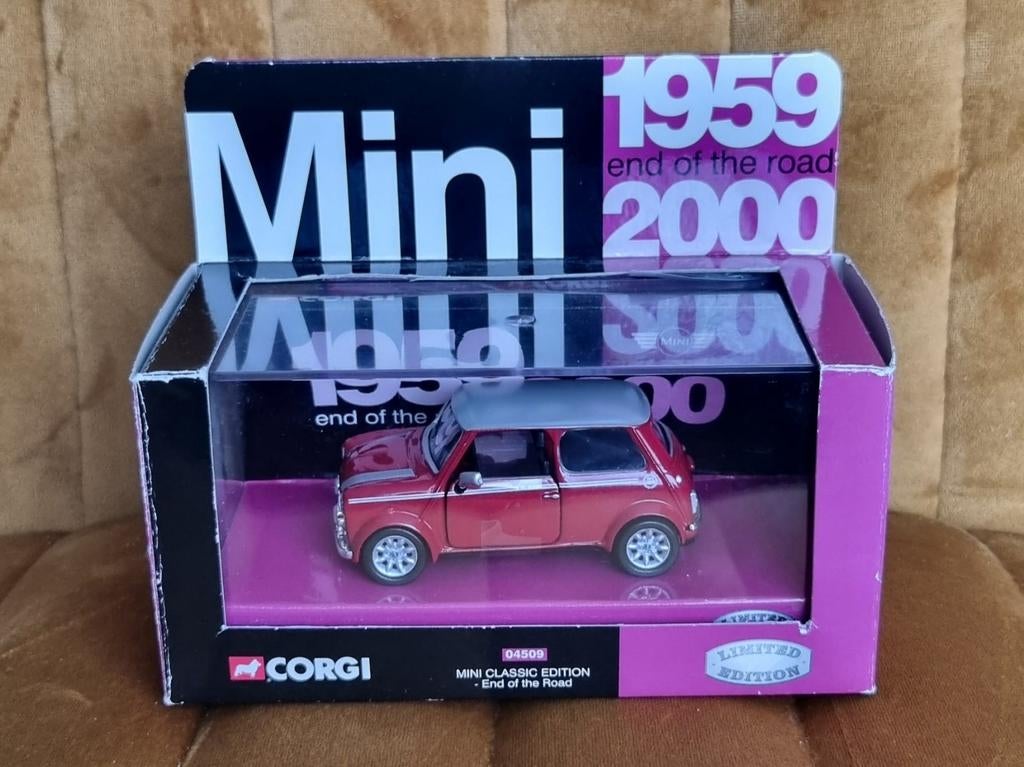 Mini
1959
end of the road
2000
MINI
1959
2000
end of the
CORGI
04509
MINI CLASSIC EDITION
- End of the Road
LIMITED
EDITION